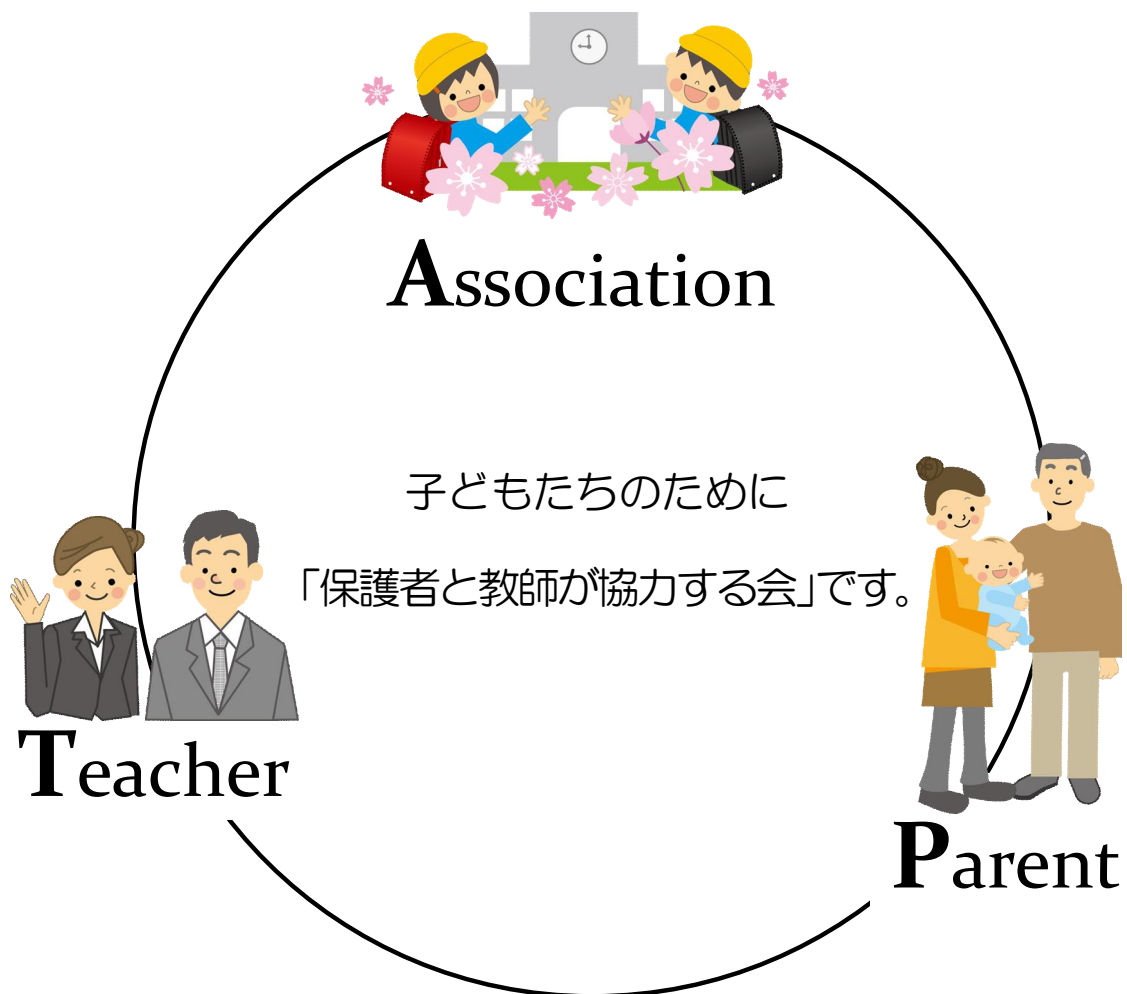 Association
子どもたちのために
「保護者と教師が協力する会」です。
Teacher
Parent